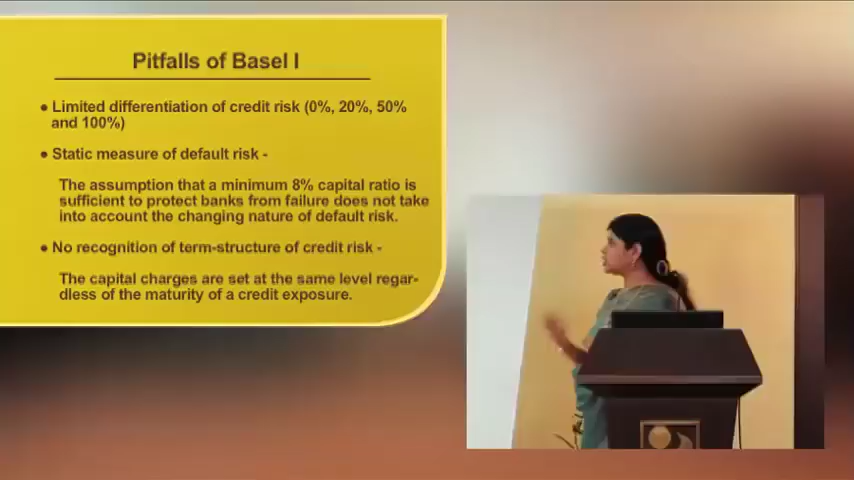 Pitfalls of Basel I
● Limited differentiation of credit risk (0%, 20%, 50%
and 100%)
● Static measure of default risk -
The assumption that a minimum 8% capital ratio is
sufficient to protect banks from failure does not take
into account the changing nature of default risk.
● No recognition of term-structure of credit risk -
The capital charges are set at the same level regar-
dless of the maturity of a credit exposure.